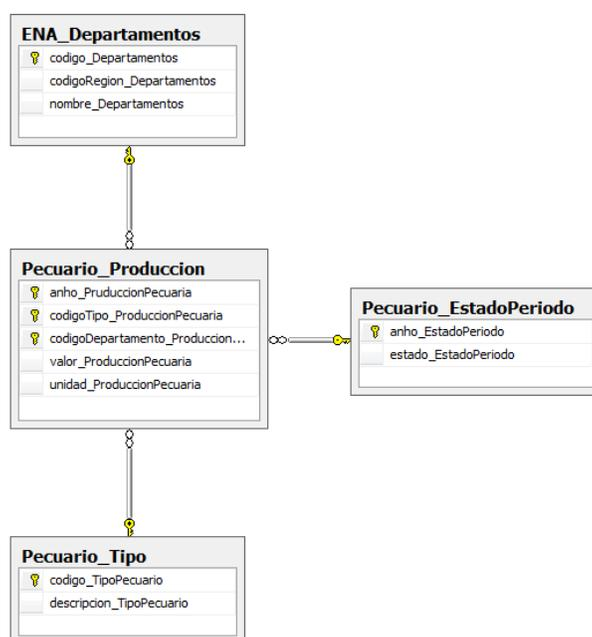 ENA_Departamentos
codigo_Departamentos
codigoRegion_Departamentos
nombre_Departamentos
Pecuario_Produccion
anho_PruduccionPecuaria
codigoTipo_ProduccionPecuaria
codigoDepartamento_Produccion...
valor_ProduccionPecuaria
unidad_ProduccionPecuaria
Pecuario_EstadoPeriodo
anho_EstadoPeriodo
estado_EstadoPeriodo
Pecuario_Tipo
codigo_TipoPecuario
descripcion_TipoPecuario